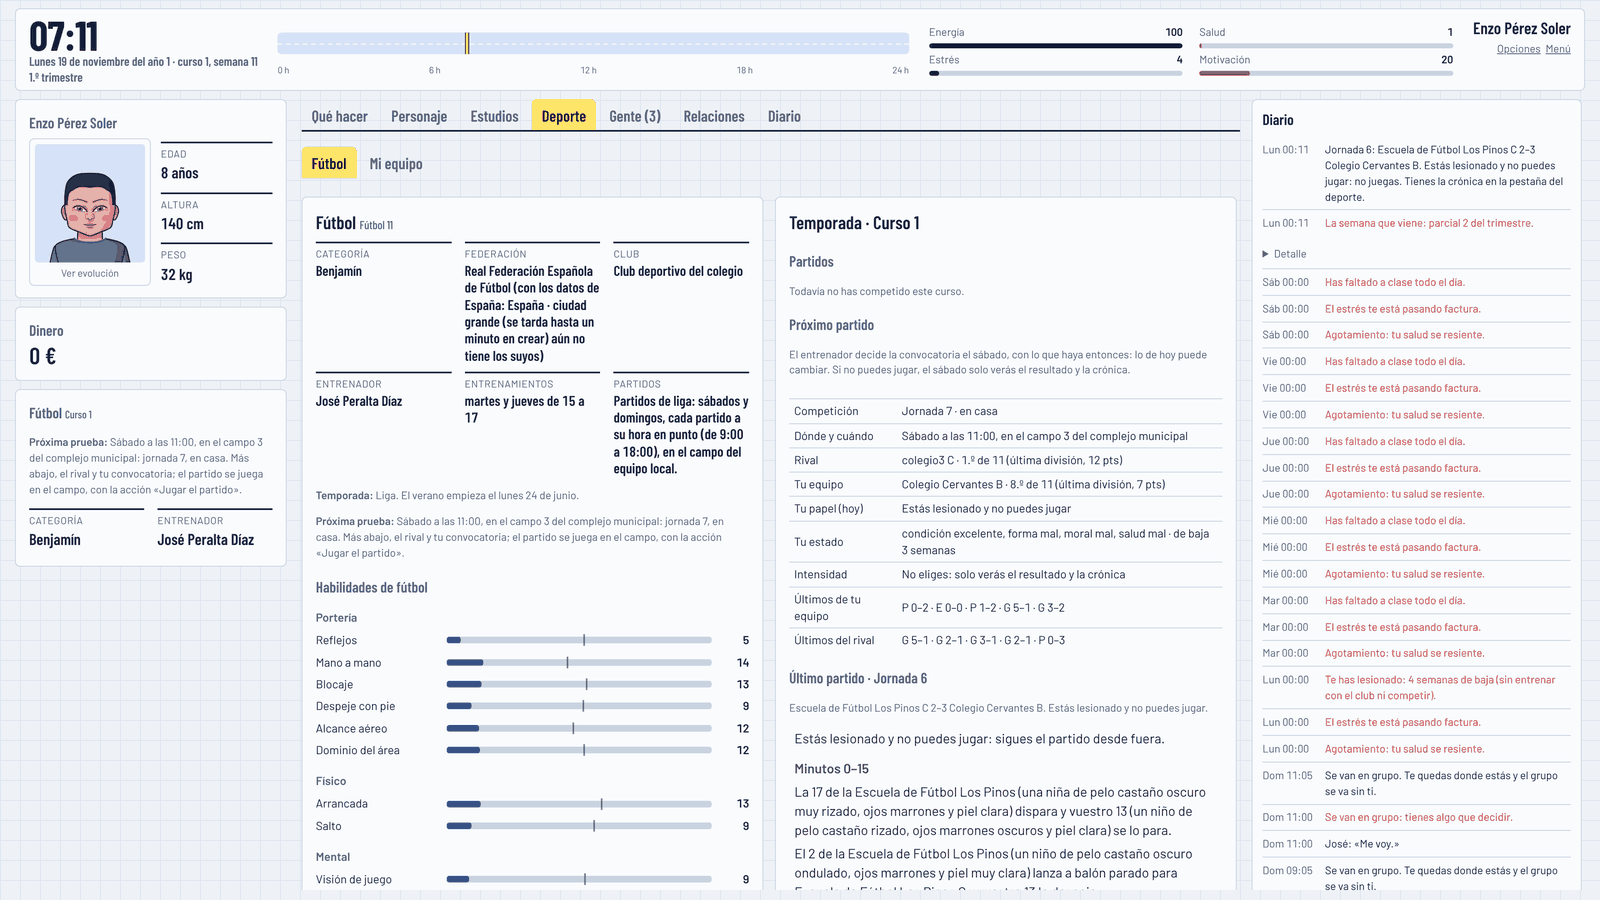 07:11
Lunes 19 de noviembre del año 1 · curso 1, semana 11
1.º trimestre
0 h
6 h
12 h
18 h
24 h
Energía 100
Estrés 4
Salud 1
Motivación 20
Enzo Pérez Soler
Opciones Menú
Enzo Pérez Soler
EDAD
8 años
ALTURA
140 cm
PESO
32 kg
Ver evolución
Dinero
0 €
Fútbol Curso 1
Próxima prueba: Sábado a las 11:00, en el campo 3
del complejo municipal: jornada 7, en casa. Más
abajo, el rival y tu convocatoria; el partido se juega
en el campo, con la acción «Jugar el partido».
CATEGORÍA
Benjamín
ENTRENADOR
José Peralta Díaz
Qué hacer
Personaje
Estudios
Deporte
Gente (3)
Relaciones
Diario
Fútbol
Mi equipo
Fútbol Fútbol 11
CATEGORÍA
Benjamín
FEDERACIÓN
Real Federación Española
de Fútbol (con los datos de
España: España · ciudad
grande (se tarda hasta un
minuto en crear) aún no
tiene los suyos)
CLUB
Club deportivo del colegio
ENTRENADOR
José Peralta Díaz
ENTRENAMIENTOS
martes y jueves de 15 a
17
PARTIDOS
Partidos de liga: sábados y
domingos, cada partido a
su hora en punto (de 9:00
a 18:00), en el campo del
equipo local.
Temporada: Liga. El verano empieza el lunes 24 de junio.
Próxima prueba: Sábado a las 11:00, en el campo 3 del complejo municipal: jornada 7, en
casa. Más abajo, el rival y tu convocatoria; el partido se juega en el campo, con la acción
«Jugar el partido».
Habilidades de fútbol
Portería
Reflejos 5
Mano a mano 14
Blocaje 13
Despeje con pie 9
Alcance aéreo 12
Dominio del área 12
Físico
Arrancada 13
Salto 9
Mental
Visión de juego 9
Temporada · Curso 1
Partidos
Todavía no has competido este curso.
Próximo partido
El entrenador decide la convocatoria el sábado, con lo que haya entonces: lo de hoy puede
cambiar. Si no puedes jugar, el sábado solo verás el resultado y la crónica.
Competición Jornada 7 · en casa
Dónde y cuándo Sábado a las 11:00, en el campo 3 del complejo municipal
Rival colegio3 C · 1.º de 11 (última división, 12 pts)
Tu equipo Colegio Cervantes B · 8.º de 11 (última división, 7 pts)
Tu papel (hoy) Estás lesionado y no puedes jugar
Tu estado condición excelente, forma mal, moral mal, salud mal · de baja
3 semanas
Intensidad No eliges: solo verás el resultado y la crónica
Últimos de tu
equipo P 0–2 · E 0–0 · P 1–2 · G 5–1 · G 3–2
Últimos del rival G 5–1 · G 2–1 · G 3–1 · G 2–1 · P 0–3
Último partido · Jornada 6
Escuela de Fútbol Los Pinos C 2–3 Colegio Cervantes B. Estás lesionado y no puedes jugar.
Estás lesionado y no puedes jugar: sigues el partido desde fuera.
Minutos 0–15
La 17 de la Escuela de Fútbol Los Pinos (una niña de pelo castaño oscuro
muy rizado, ojos marrones y piel clara) dispara y vuestro 13 (un niño de
pelo castaño rizado, ojos marrones oscuros y piel clara) se lo para.
El 2 de la Escuela de Fútbol Los Pinos (un niño de pelo castaño oscuro
ondulado, ojos marrones y piel muy clara) lanza a balón parado para
Diario
Lun 00:11 Jornada 6: Escuela de Fútbol Los Pinos C 2–3
Colegio Cervantes B. Estás lesionado y no puedes
jugar: no juegas. Tienes la crónica en la pestaña del
deporte.
Lun 00:11 La semana que viene: parcial 2 del trimestre.
▶ Detalle
Sáb 00:00 Has faltado a clase todo el día.
Sáb 00:00 El estrés te está pasando factura.
Sáb 00:00 Agotamiento: tu salud se resiente.
Vie 00:00 Has faltado a clase todo el día.
Vie 00:00 El estrés te está pasando factura.
Vie 00:00 Agotamiento: tu salud se resiente.
Jue 00:00 Has faltado a clase todo el día.
Jue 00:00 El estrés te está pasando factura.
Jue 00:00 Agotamiento: tu salud se resiente.
Mié 00:00 Has faltado a clase todo el día.
Mié 00:00 El estrés te está pasando factura.
Mié 00:00 Agotamiento: tu salud se resiente.
Mar 00:00 Has faltado a clase todo el día.
Mar 00:00 El estrés te está pasando factura.
Mar 00:00 Agotamiento: tu salud se resiente.
Lun 00:00 Te has lesionado: 4 semanas de baja (sin entrenar
con el club ni competir).
Lun 00:00 El estrés te está pasando factura.
Lun 00:00 Agotamiento: tu salud se resiente.
Dom 11:05 Se van en grupo. Te quedas donde estás y el grupo
se va sin ti.
Dom 11:00 Se van en grupo: tienes algo que decidir.
Dom 11:00 José: «Me voy.»
Dom 09:05 Se van en grupo. Te quedas donde estás y el grupo
se va sin ti.